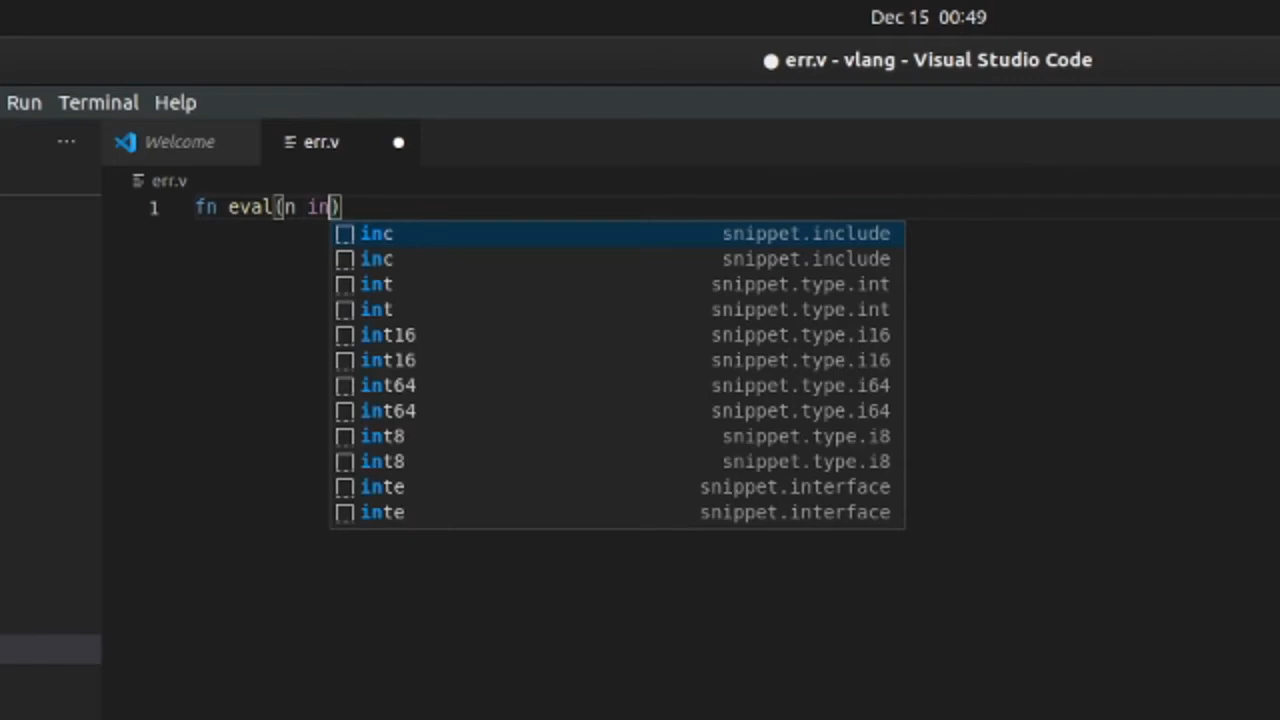 Dec 15 00:49
● err.v - vlang - Visual Studio Code
Run Terminal Help
··· Welcome err.v ●
err.v
1 fn eval(n in)
inc snippet.include
inc snippet.include
int snippet.type.int
int snippet.type.int
int16 snippet.type.i16
int16 snippet.type.i16
int64 snippet.type.i64
int64 snippet.type.i64
int8 snippet.type.i8
int8 snippet.type.i8
inte snippet.interface
inte snippet.interface